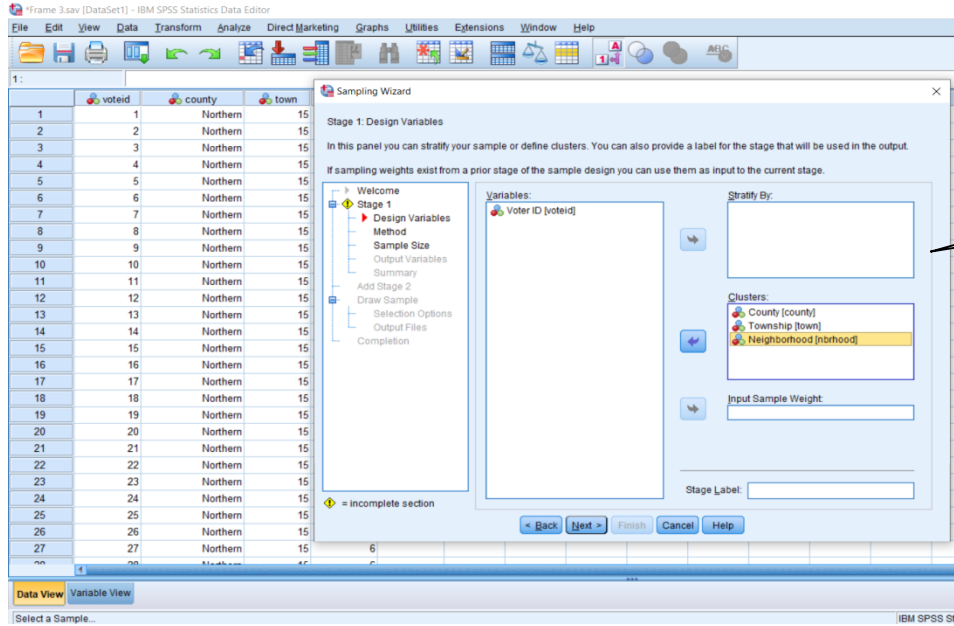 *Frame 3.sav [DataSet1] - IBM SPSS Statistics Data Editor
File Edit View Data Transform Analyze Direct Marketing Graphs Utilities Extensions Window Help
1 :
voteid county town
1 1 Northern 15
2 2 Northern 15
3 3 Northern 15
4 4 Northern 15
5 5 Northern 15
6 6 Northern 15
7 7 Northern 15
8 8 Northern 15
9 9 Northern 15
10 10 Northern 15
11 11 Northern 15
12 12 Northern 15
13 13 Northern 15
14 14 Northern 15
15 15 Northern 15
16 16 Northern 15
17 17 Northern 15
18 18 Northern 15
19 19 Northern 15
20 20 Northern 15
21 21 Northern 15
22 22 Northern 15
23 23 Northern 15
24 24 Northern 15
25 25 Northern 15
26 26 Northern 15
27 27 Northern 15 6
28 28 Northern 15 6
Sampling Wizard
Stage 1: Design Variables
In this panel you can stratify your sample or define clusters. You can also provide a label for the stage that will be used in the output.
If sampling weights exist from a prior stage of the sample design you can use them as input to the current stage.
Welcome
Stage 1
Design Variables
Method
Sample Size
Output Variables
Summary
Add Stage 2
Draw Sample
Selection Options
Output Files
Completion
= incomplete section
Variables:
Voter ID [voteid]
Stratify By:
Clusters:
County [county]
Township [town]
Neighborhood [nbrhood]
Input Sample Weight:
Stage Label:
< Back Next > Finish Cancel Help
Data View Variable View
Select a Sample...
IBM SPSS St